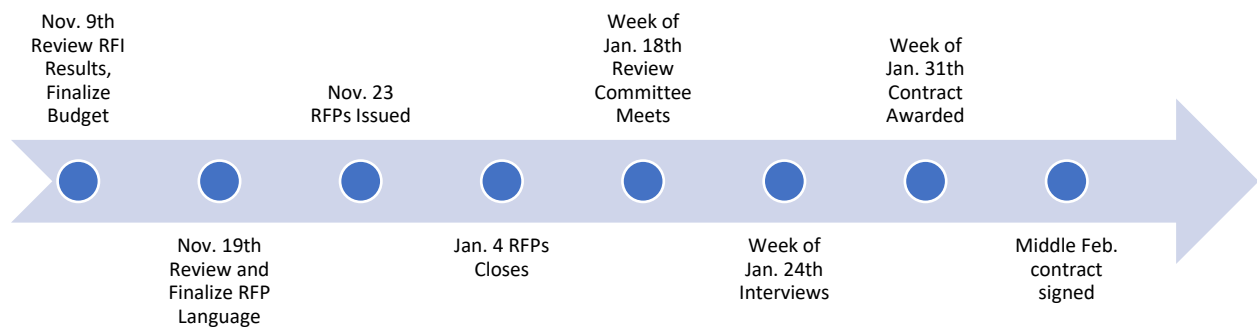 Nov. 9th
Review RFI
Results,
Finalize
Budget
Nov. 19th
Review and
Finalize RFP
Language
Nov. 23
RFPs Issued
Jan. 4 RFPs
Closes
Week of
Jan. 18th
Review
Committee
Meets
Week of
Jan. 24th
Interviews
Week of
Jan. 31th
Contract
Awarded
Middle Feb.
contract
signed